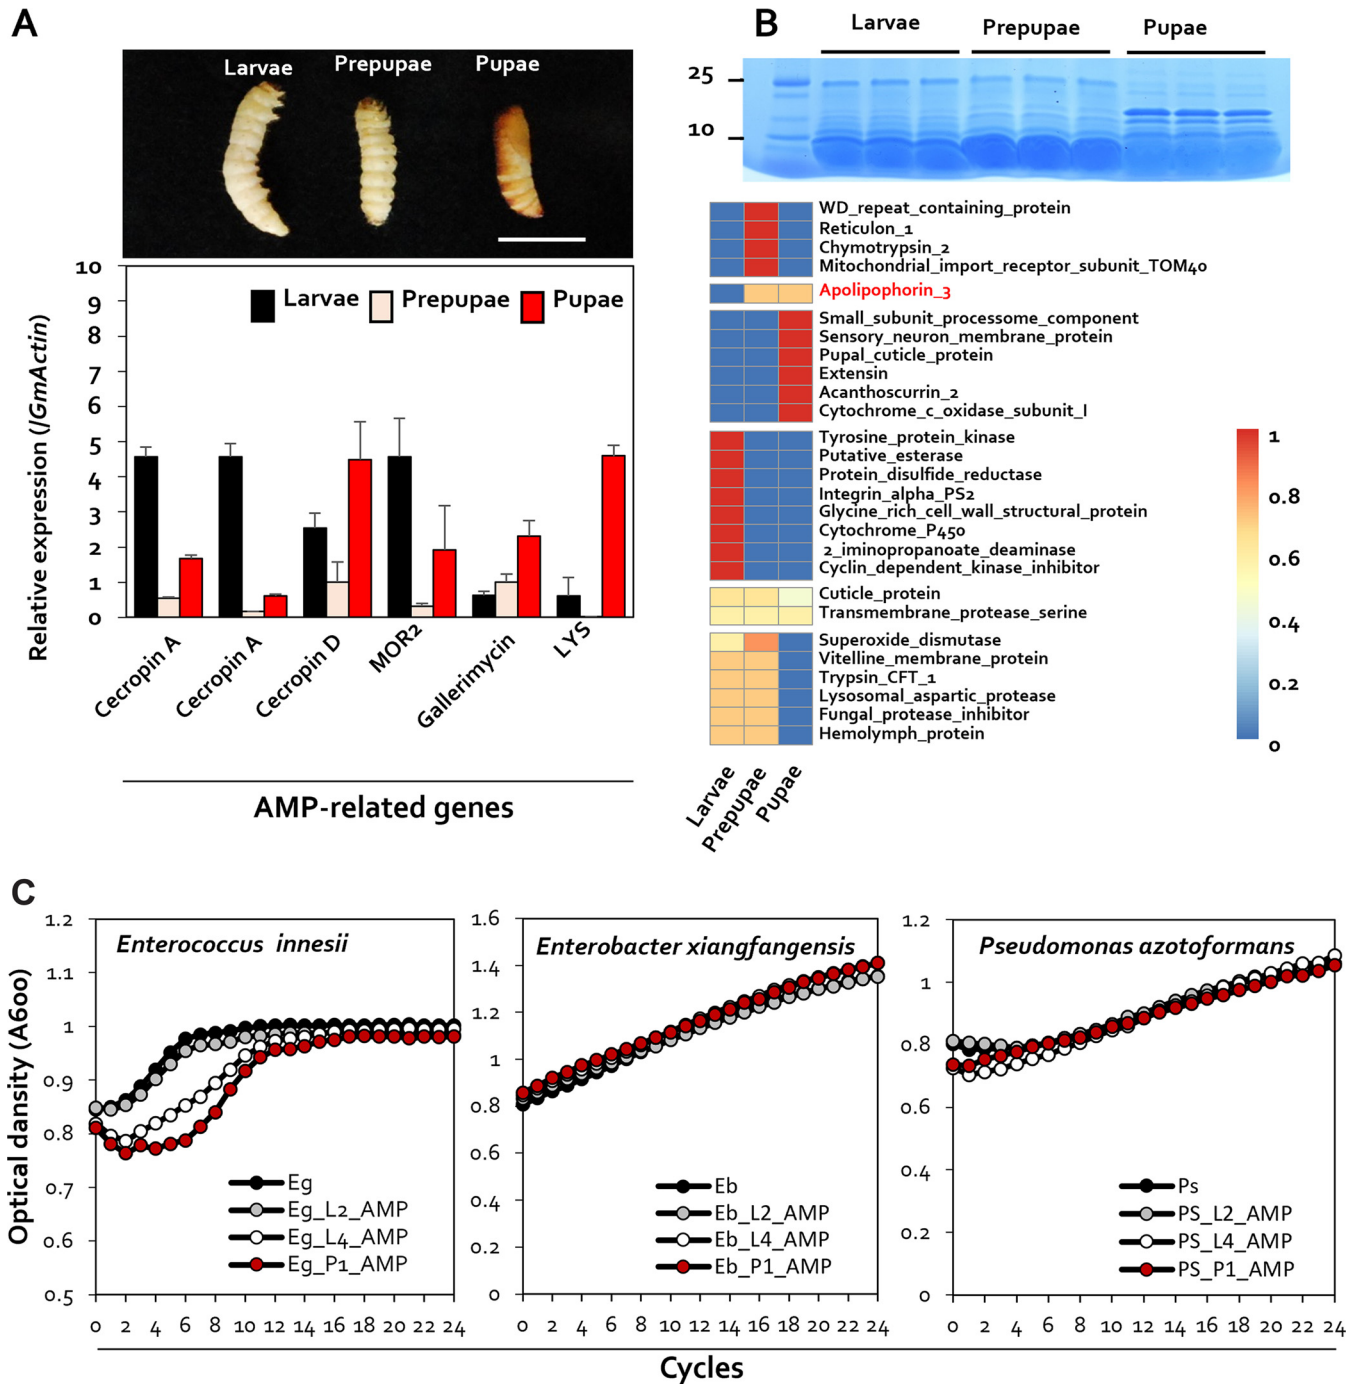 A
Larvae
Prepupae
Pupae
10
9
8
7
6
5
4
3
2
1
0
Relative expression (/GmActin)
Larvae
Prepupae
Pupae
Cecropin A
Cecropin A
Cecropin D
MOR2
Gallerimycin
LYS
AMP-related genes
B
Larvae
Prepupae
Pupae
25
10
WD_repeat_containing_protein
Reticulon_1
Chymotrypsin_2
Mitochondrial_import_receptor_subunit_TOM40
Apolipophorin_3
Small_subunit_processome_component
Sensory_neuron_membrane_protein
Pupal_cuticle_protein
Extensin
Acanthoscurrin_2
Cytochrome_c_oxidase_subunit_I
Tyrosine_protein_kinase
Putative_esterase
Protein_disulfide_reductase
Integrin_alpha_PS2
Glycine_rich_cell_wall_structural_protein
Cytochrome_P450
2_iminopropanoate_deaminase
Cyclin_dependent_kinase_inhibitor
Cuticle_protein
Transmembrane_protease_serine
Superoxide_dismutase
Vitelline_membrane_protein
Trypsin_CFT_1
Lysosomal_aspartic_protease
Fungal_protease_inhibitor
Hemolymph_protein
Larvae
Prepupae
Pupae
1
0.8
0.6
0.4
0.2
0
C
Optical dansity (A600)
1.2
1.1
1
0.9
0.8
0.7
0.6
0.5
Enterococcus innesii
Eg
Eg_L2_AMP
Eg_L4_AMP
Eg_P1_AMP
0 2 4 6 8 10 12 14 16 18 20 22 24
1.6
1.4
1.2
1
0.8
0.6
0.4
0.2
0
Enterobacter xiangfangensis
Eb
Eb_L2_AMP
Eb_L4_AMP
Eb_P1_AMP
0 2 4 6 8 10 12 14 16 18 20 22 24
1.2
1
0.8
0.6
0.4
0.2
0
Pseudomonas azotoformans
Ps
PS_L2_AMP
PS_L4_AMP
PS_P1_AMP
0 2 4 6 8 10 12 14 16 18 20 22 24
Cycles